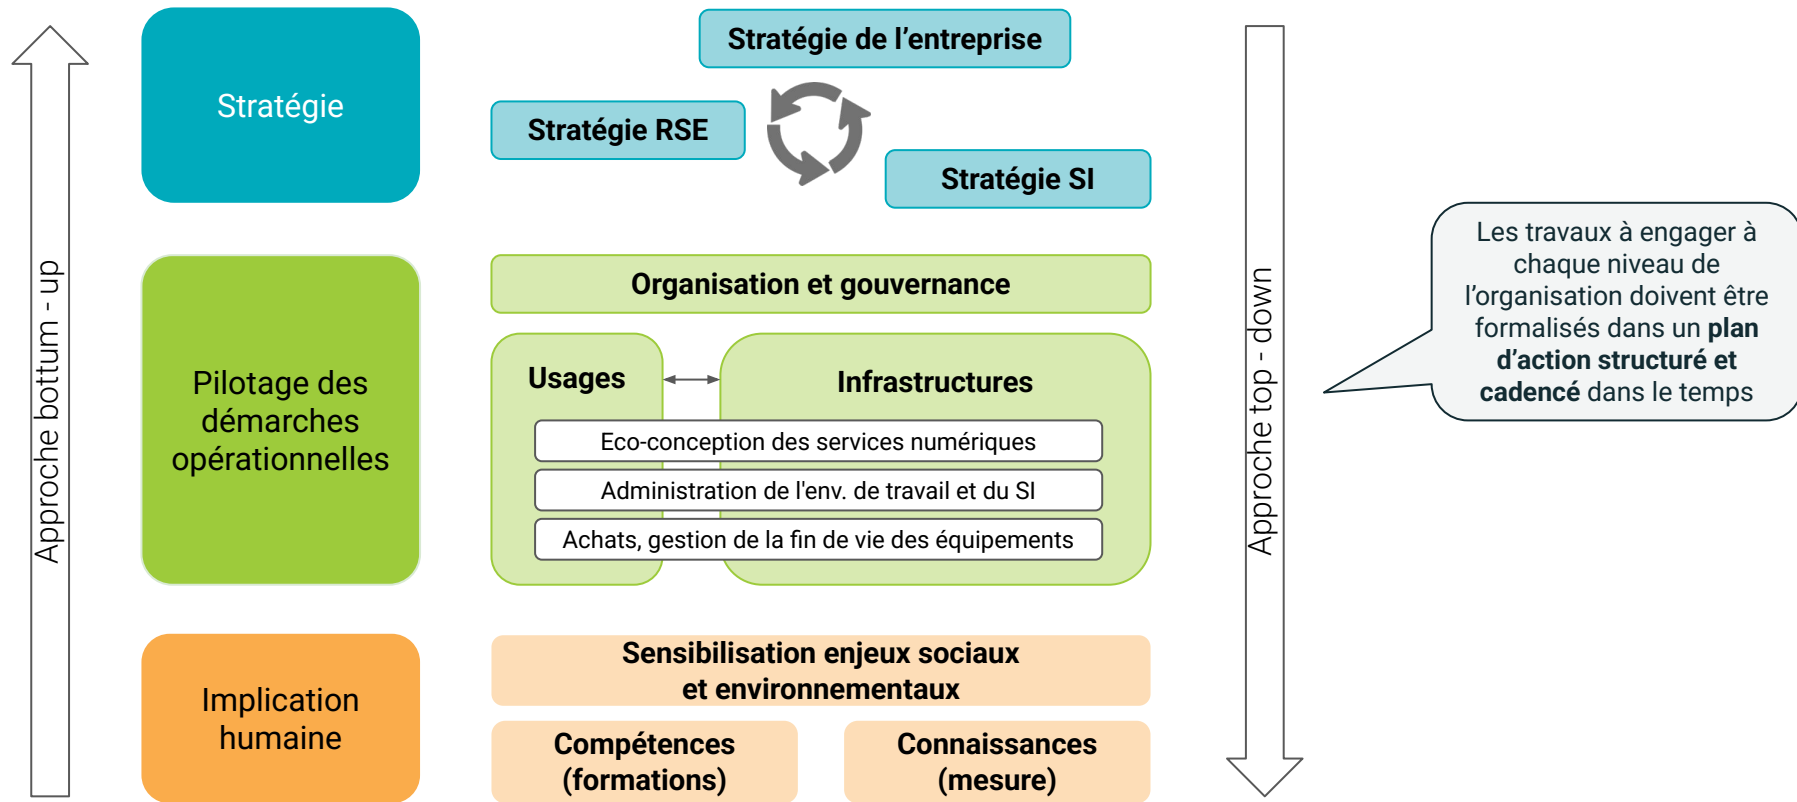 Approche bottum - up
Stratégie
Stratégie de l'entreprise
Stratégie RSE
Stratégie SI
Pilotage des
démarches
opérationnelles
Organisation et gouvernance
Usages
Infrastructures
Eco-conception des services numériques
Administration de l'env. de travail et du SI
Achats, gestion de la fin de vie des équipements
Implication
humaine
Sensibilisation enjeux sociaux
et environnementaux
Compétences
(formations)
Connaissances
(mesure)
Approche top - down
Les travaux à engager à
chaque niveau de
l'organisation doivent être
formalisés dans un plan
d'action structuré et
cadencé dans le temps